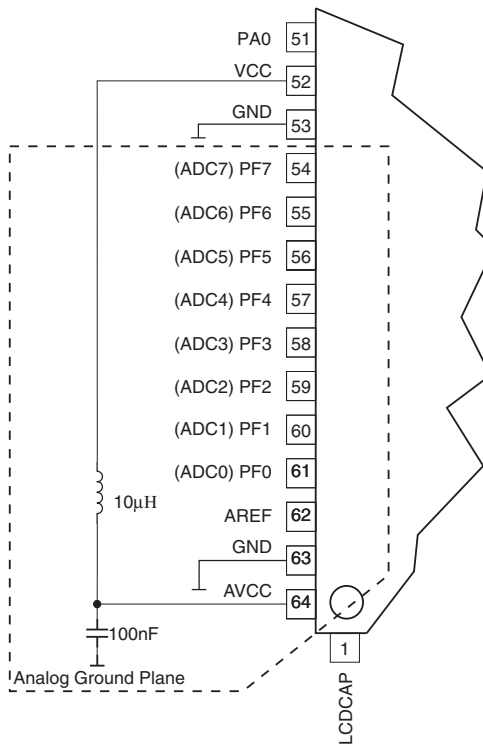 PA0 51
VCC 52
GND 53
(ADC7) PF7 54
(ADC6) PF6 55
(ADC5) PF5 56
(ADC4) PF4 57
(ADC3) PF3 58
(ADC2) PF2 59
(ADC1) PF1 60
(ADC0) PF0 61
10μH
AREF 62
GND 63
AVCC 64
100nF
Analog Ground Plane
1
LCDCAP